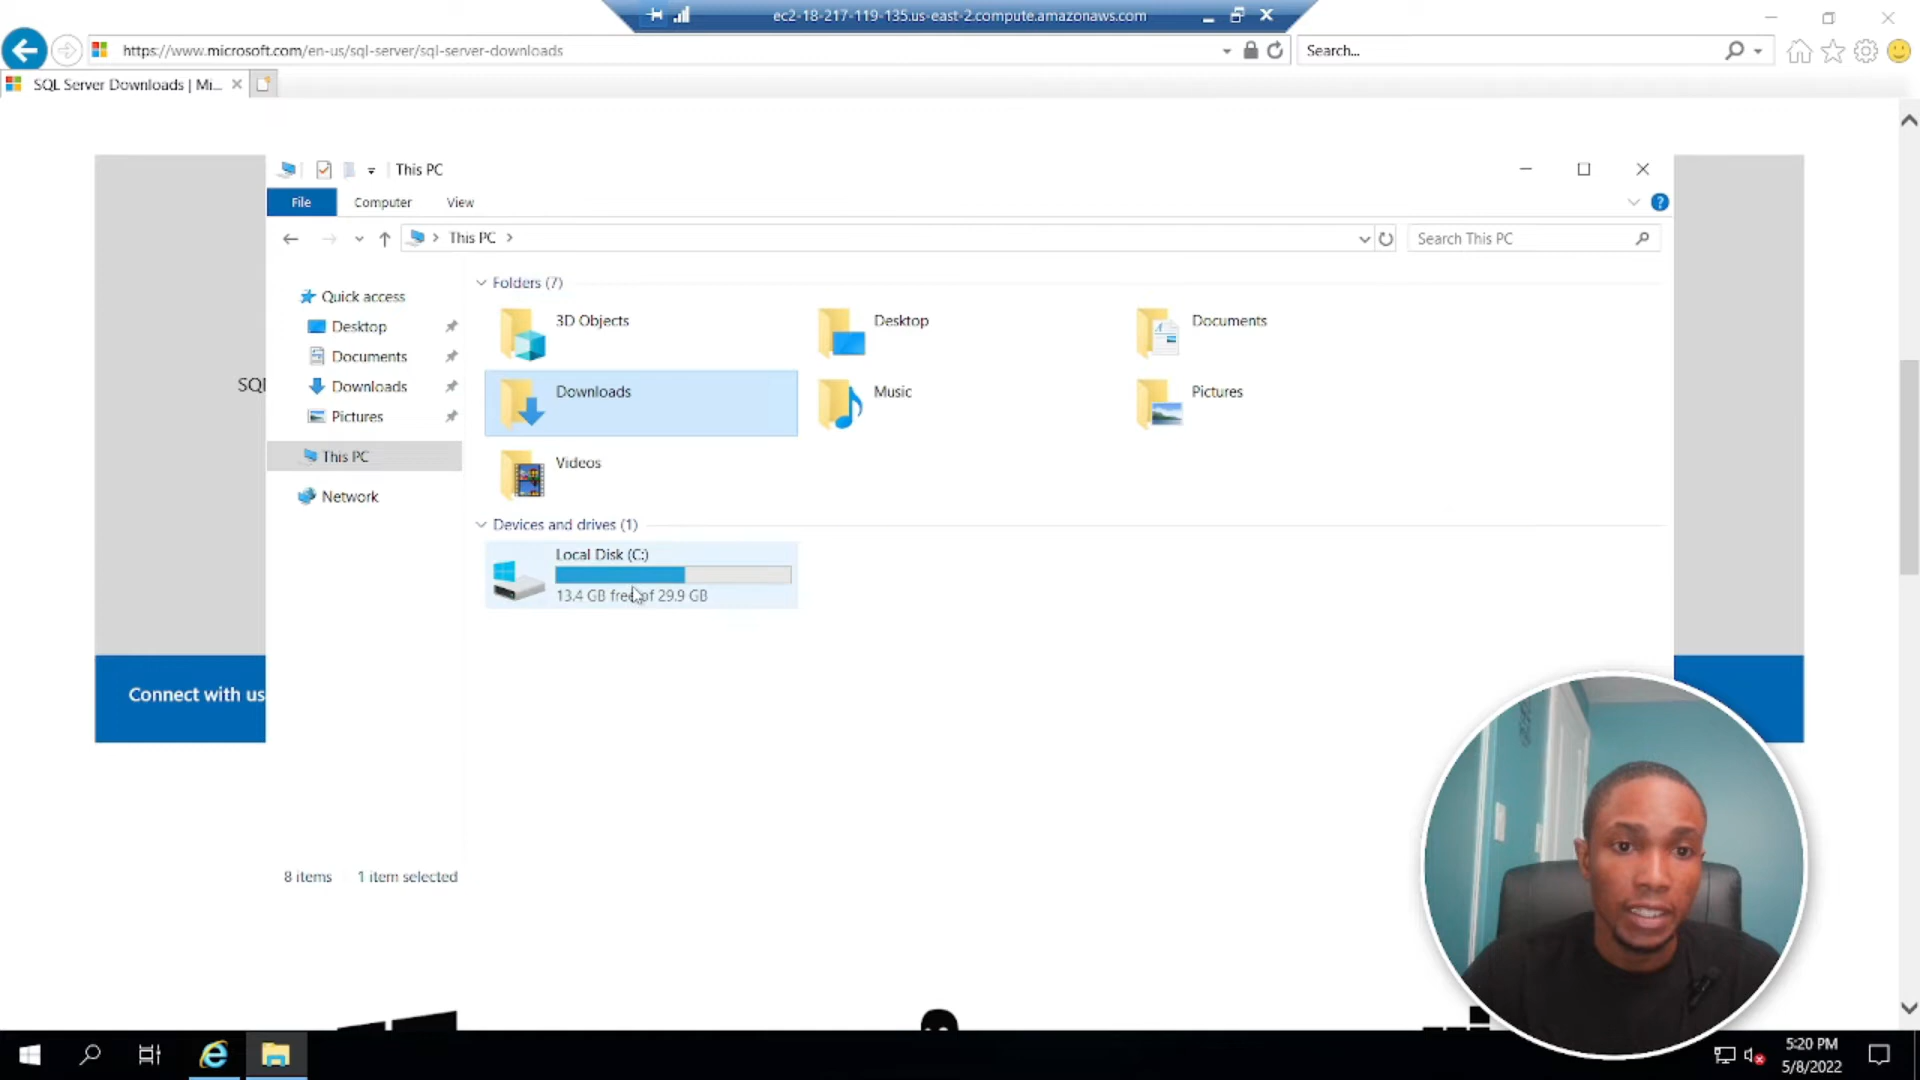 ec2-18-217-119-135.us-east-2.compute.amazonaws.com
https://www.microsoft.com/en-us/sql-server/sql-server-downloads
Search...
SQL Server Downloads | Mi...
This PC
File
Computer
View
This PC
Search This PC
Quick access
Desktop
Documents
Downloads
Pictures
This PC
Network
Folders (7)
3D Objects
Desktop
Documents
Downloads
Music
Pictures
Videos
Devices and drives (1)
Local Disk (C:)
13.4 GB free of 29.9 GB
SQL
Connect with us
8 items
1 item selected
5:20 PM
5/8/2022